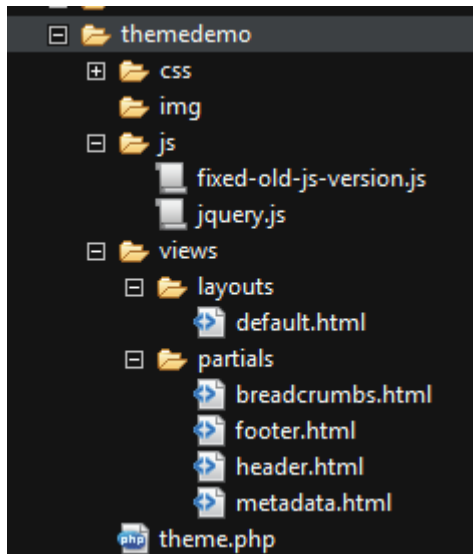 themedemo
css
img
js
fixed-old-js-version.js
jquery.js
views
layouts
default.html
partials
breadcrumbs.html
footer.html
header.html
metadata.html
php theme.php